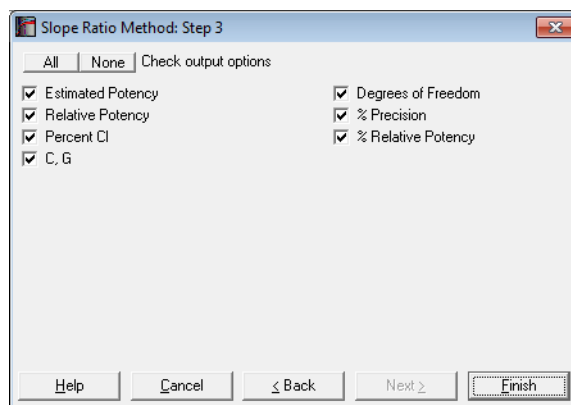 Slope Ratio Method: Step 3
All None Check output options
Estimated Potency
Relative Potency
Percent CI
C, G
Degrees of Freedom
% Precision
% Relative Potency
Help Cancel < Back Next > Finish